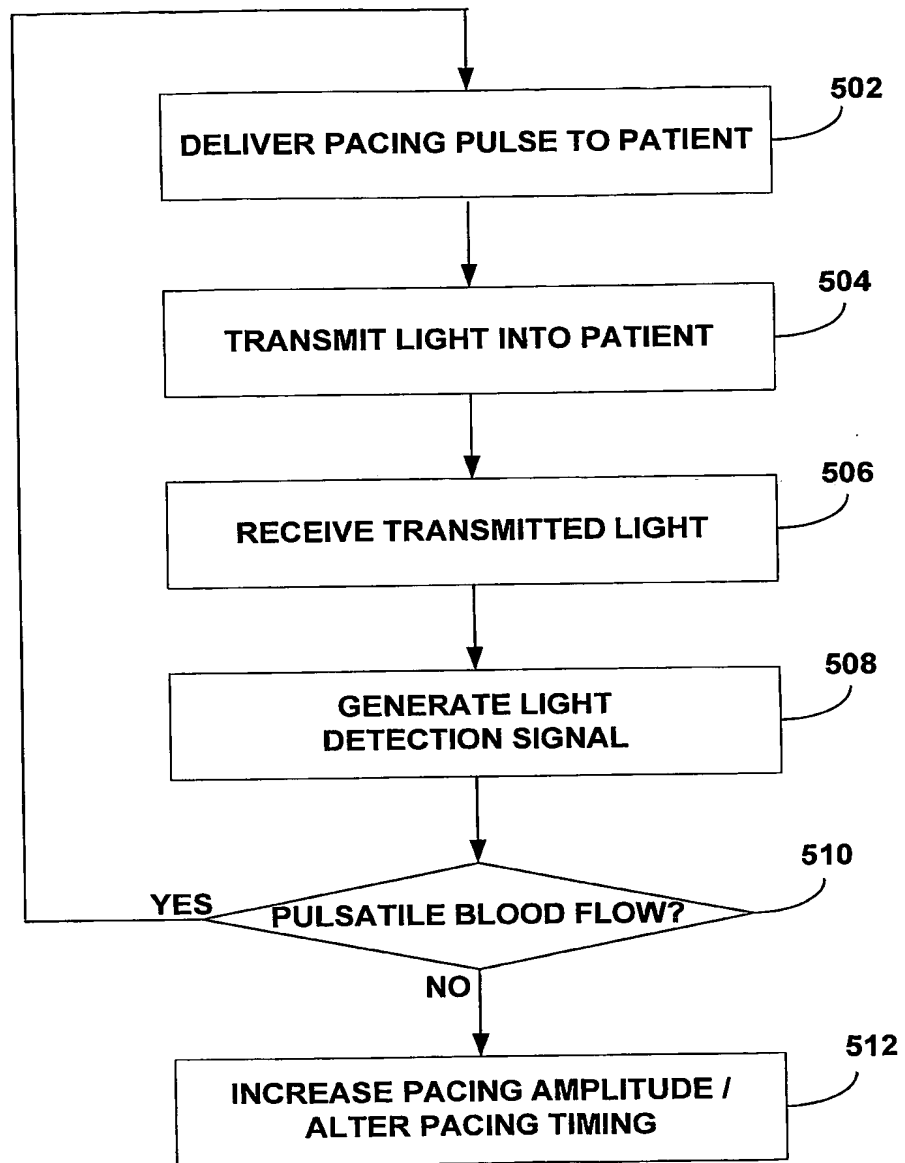 502
DELIVER PACING PULSE TO PATIENT
504
TRANSMIT LIGHT INTO PATIENT
506
RECEIVE TRANSMITTED LIGHT
508
GENERATE LIGHT
DETECTION SIGNAL
510
YES
PULSATILE BLOOD FLOW?
NO
512
INCREASE PACING AMPLITUDE /
ALTER PACING TIMING